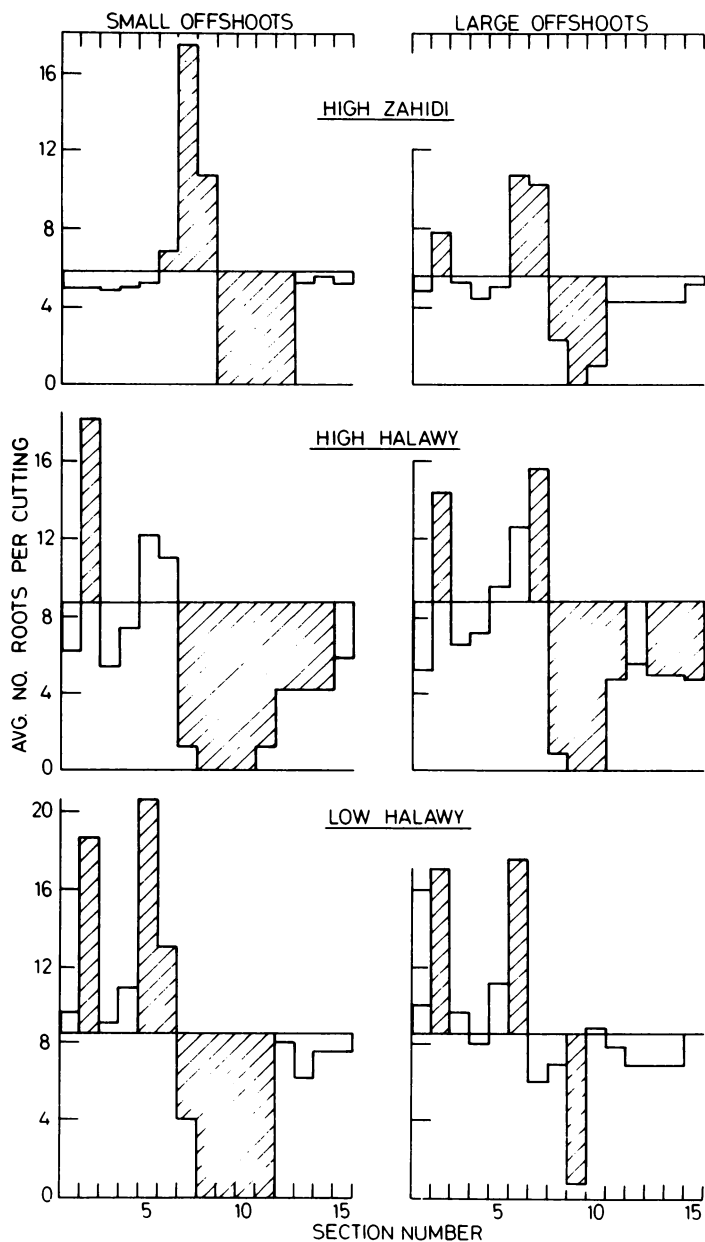 SMALL OFFSHOOTS
LARGE OFFSHOOTS
HIGH ZAHIDI
16
12
8
4
0
HIGH HALAWY
16
12
8
4
0
AVG. NO. ROOTS PER CUTTING
LOW HALAWY
20
16
12
8
4
0
5 10 15
5 10 15
SECTION NUMBER